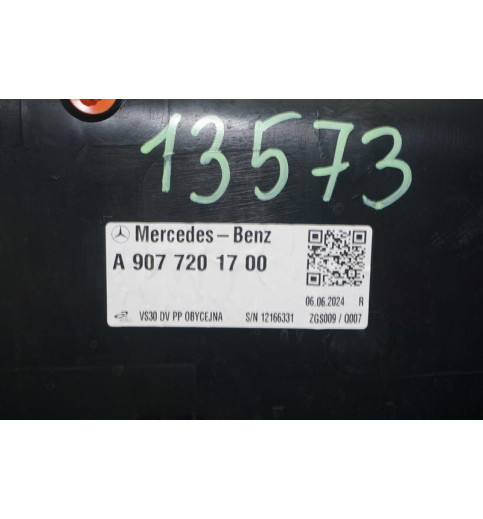 13573
Mercedes-Benz
A 907 720 17 00
06.06.2024 R
VS30 DV PP OBYCEJNA S/N 12166331 ZGS009 / Q007